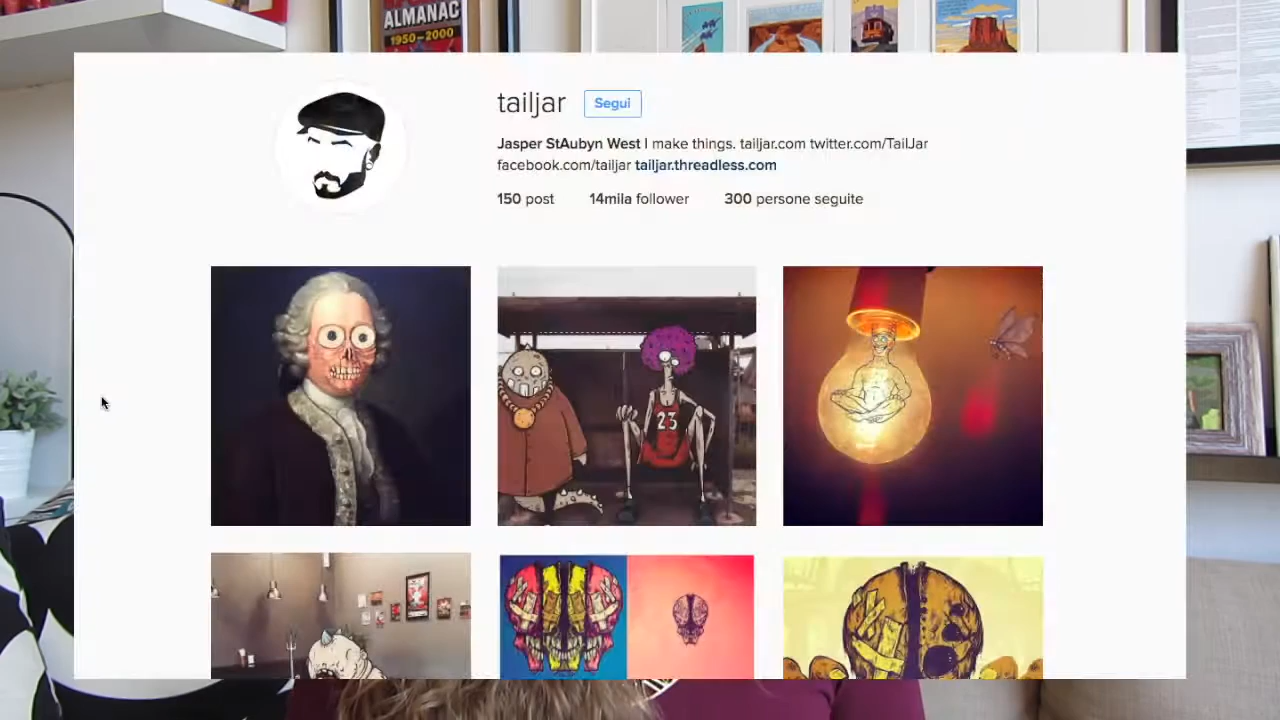 ALMANAC
1950–2000
tailjar
Segui
Jasper StAubyn West I make things. tailjar.com twitter.com/TailJar
facebook.com/tailjar tailjar.threadless.com
150 post 14mila follower 300 persone seguite
23